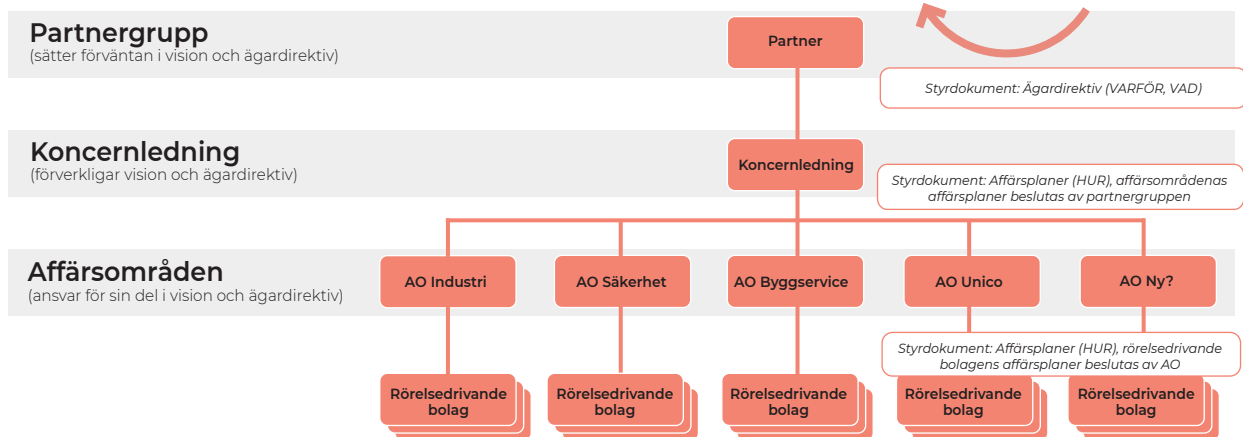 Partnergrupp
(sätter förväntan i vision och ägardirektiv)
Partner
Styrdokument: Ägardirektiv (VARFÖR, VAD)
Koncernledning
(förverkligar vision och ägardirektiv)
Koncernledning
Styrdokument: Affärsplaner (HUR), affärsområdenas
affärsplaner beslutas av partnergruppen
Affärsområden
(ansvar för sin del i vision och ägardirektiv)
AO Industri
AO Säkerhet
AO Byggservice
AO Unico
AO Ny?
Styrdokument: Affärsplaner (HUR), rörelsedrivande
bolagens affärsplaner beslutas av AO
Rörelsedrivande
bolag
Rörelsedrivande
bolag
Rörelsedrivande
bolag
Rörelsedrivande
bolag
Rörelsedrivande
bolag